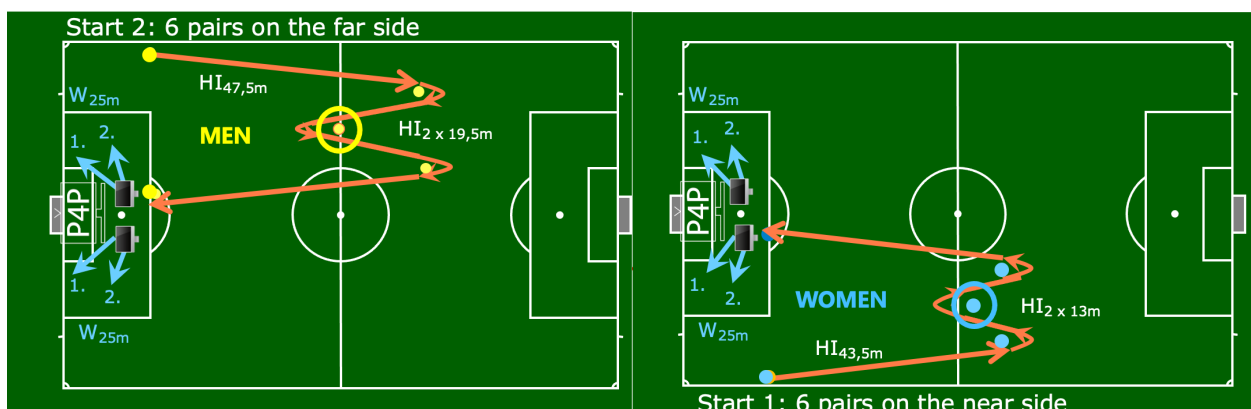 Start 2: 6 pairs on the far side
HI47,5m
W25m
MEN
HI2 x 19,5m
1.
2.
P4P
1.
2.
W25m
W25m
1.
2.
P4P
1.
2.
WOMEN
HI2 x 13m
W25m
HI43,5m
Start 1: 6 pairs on the near side